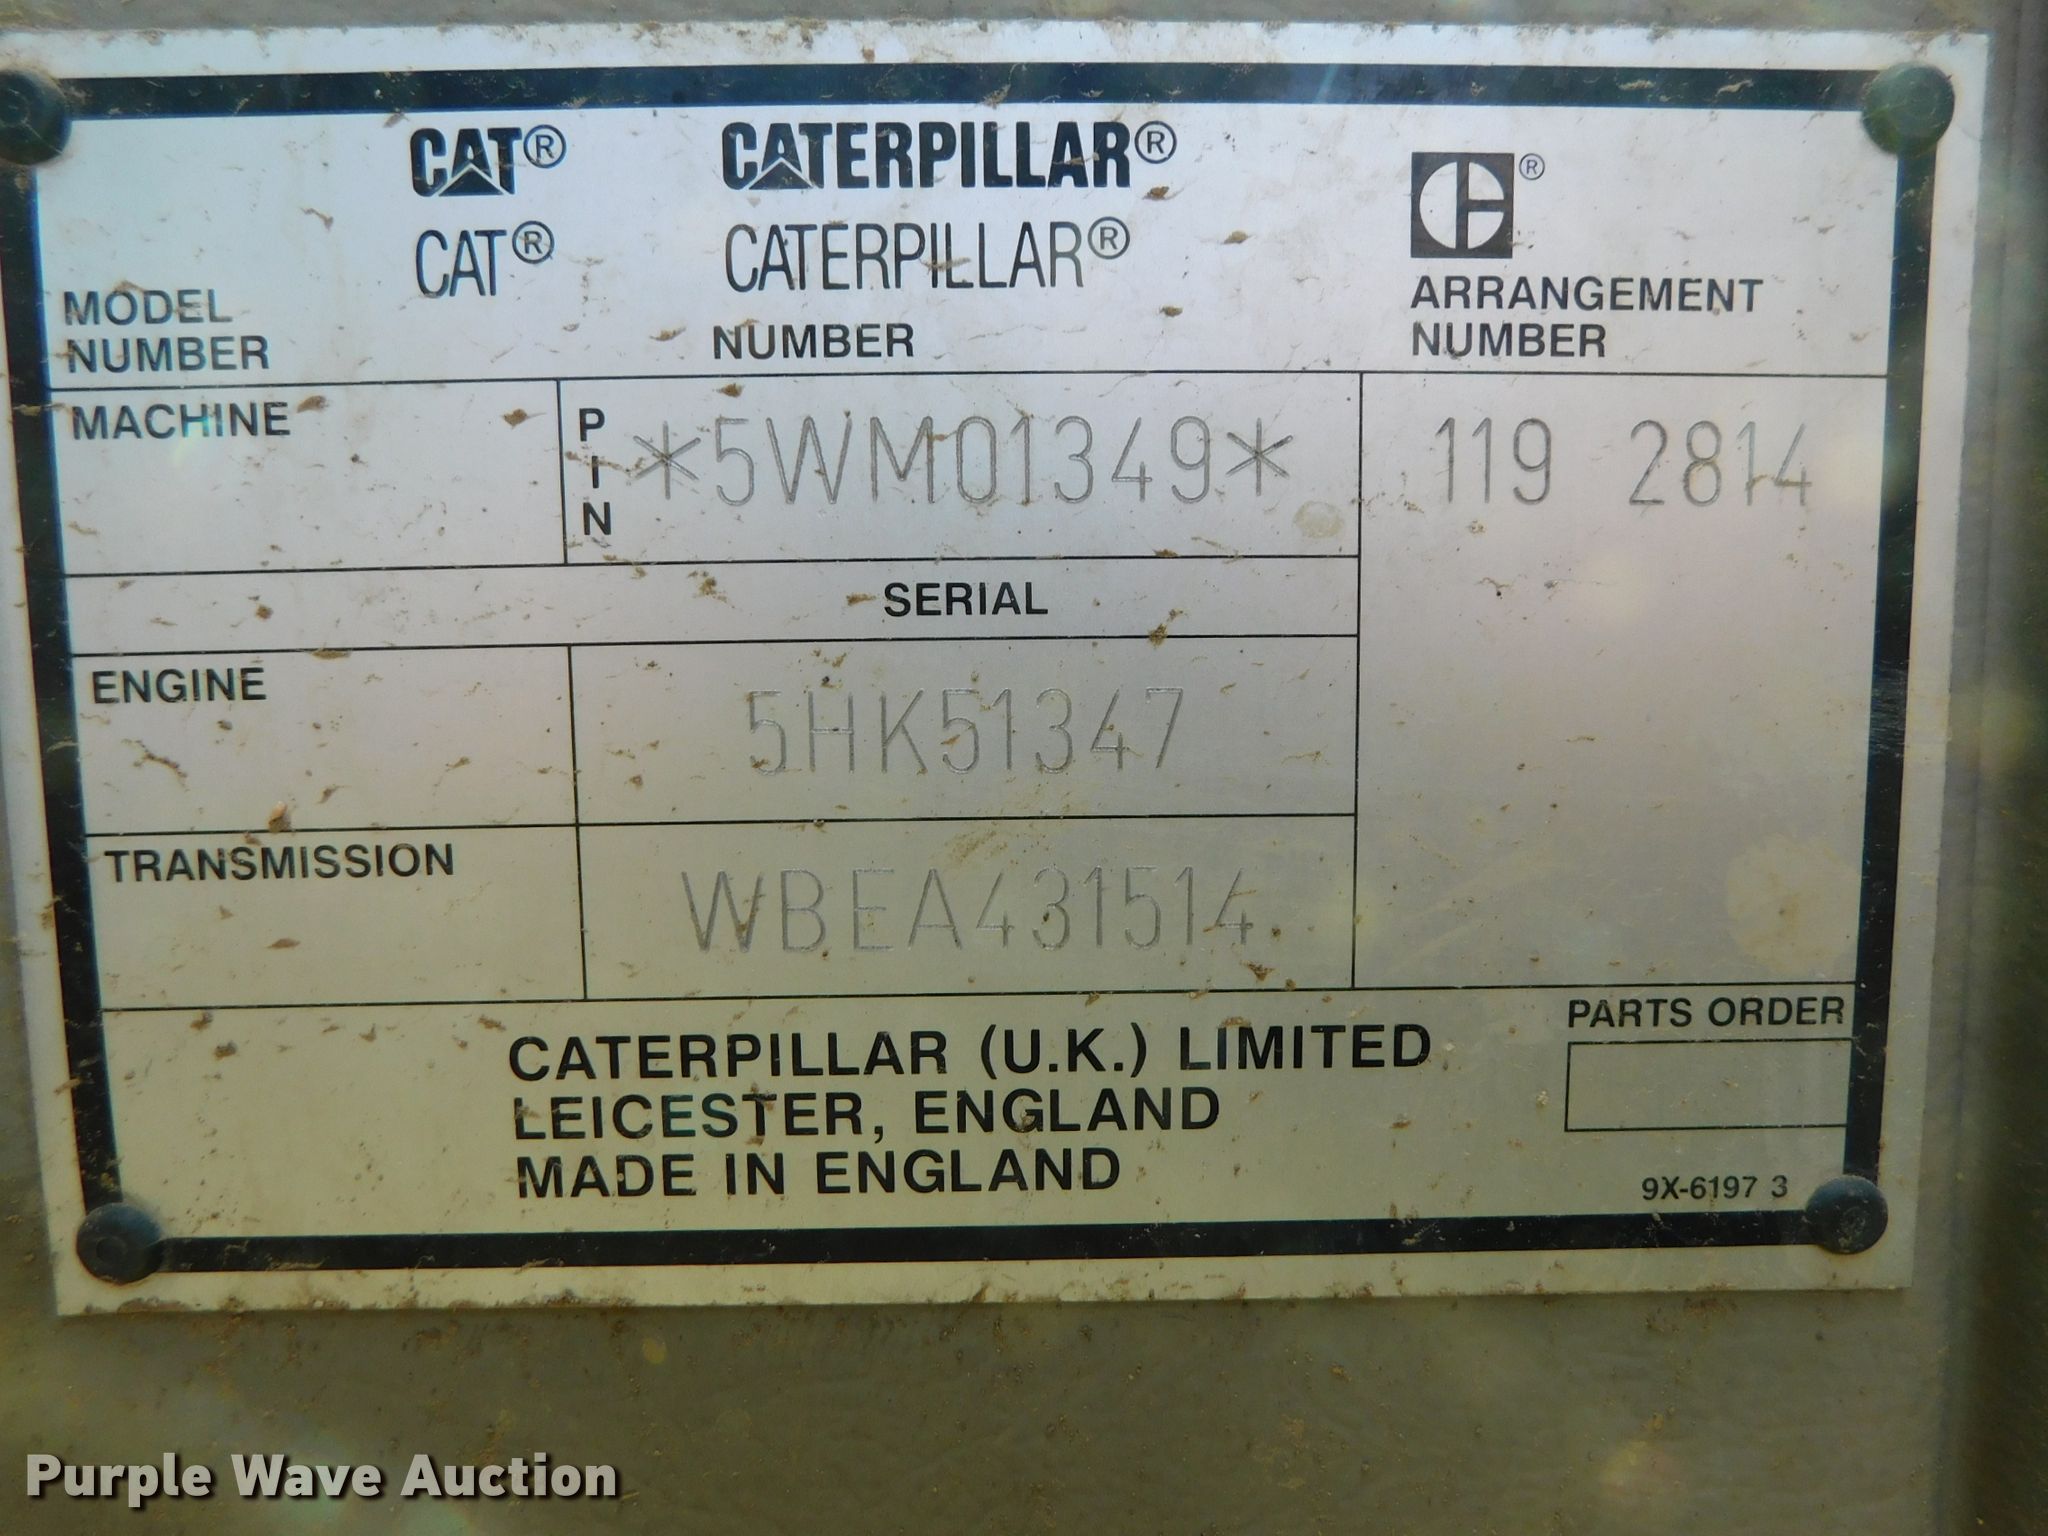 CAT® CATERPILLAR® ®
CAT® CATERPILLAR®
MODEL NUMBER
NUMBER
ARRANGEMENT NUMBER
MACHINE
PIN
*5WM01349*
119 2814
SERIAL
ENGINE
5HK51347
TRANSMISSION
WBEA431514
CATERPILLAR (U.K.) LIMITED
LEICESTER, ENGLAND
MADE IN ENGLAND
PARTS ORDER
9X-6197 3
Purple Wave Auction